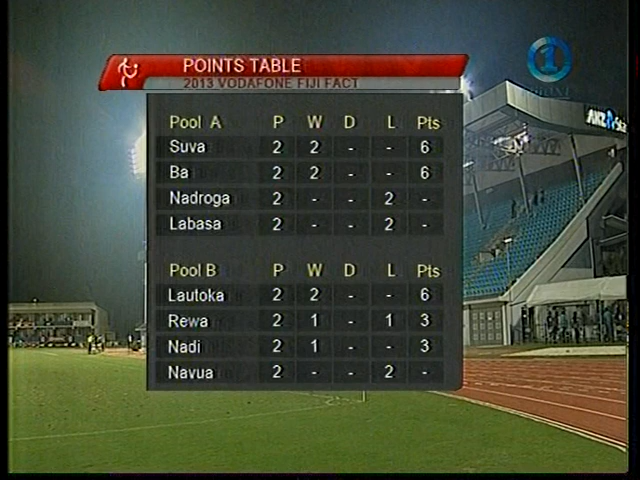 1
POINTS TABLE
2013 VODAFONE FIJI FACT
ANZ
Pool A P W D L Pts
Suva 2 2 - - 6
Ba 2 2 - - 6
Nadroga 2 - - 2 -
Labasa 2 - - 2 -
Pool B P W D L Pts
Lautoka 2 2 - - 6
Rewa 2 1 - 1 3
Nadi 2 1 - 3
Navua 2 - - 2 -